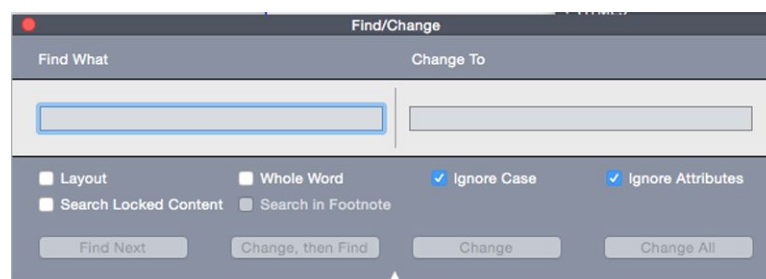 Find/Change
Find What Change To
Layout Whole Word Ignore Case Ignore Attributes
Search Locked Content Search in Footnote
Find Next Change, then Find Change Change All